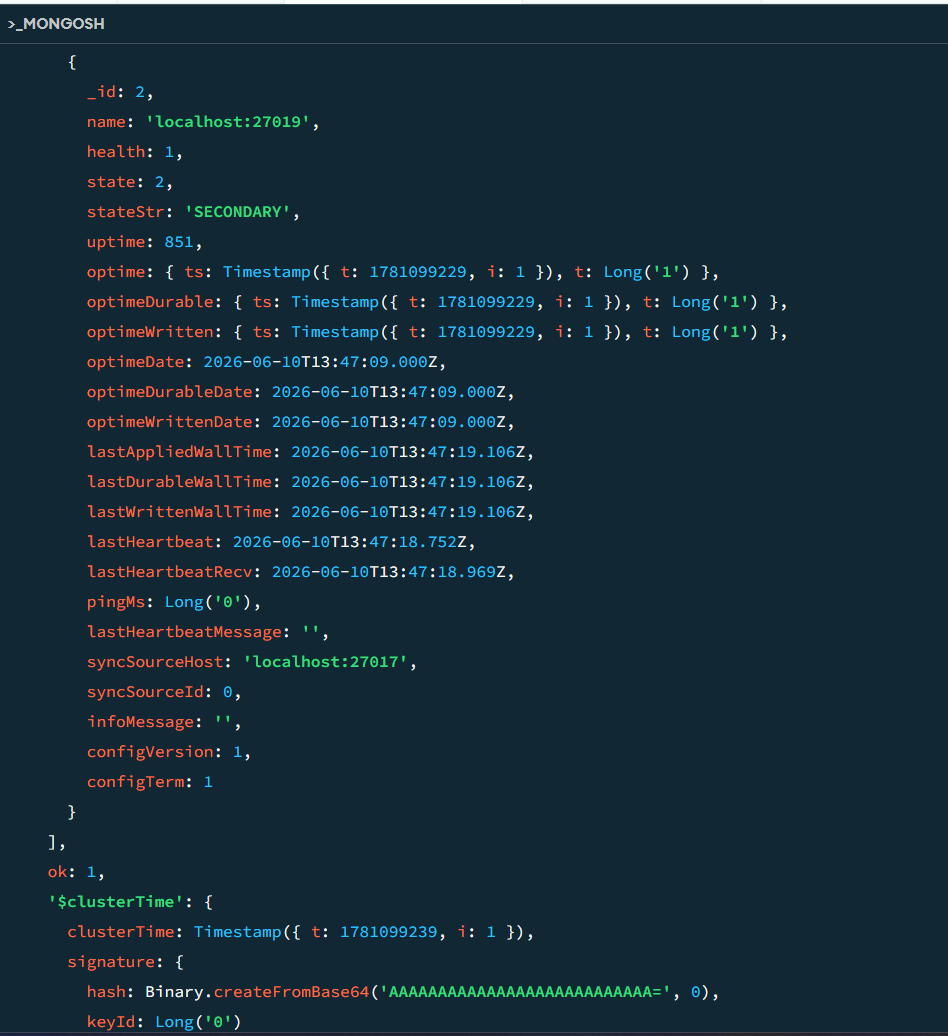 >_MONGOSH
{
_id: 2,
name: 'localhost:27019',
health: 1,
state: 2,
stateStr: 'SECONDARY',
uptime: 851,
optime: { ts: Timestamp({ t: 1781099229, i: 1 }), t: Long('1') },
optimeDurable: { ts: Timestamp({ t: 1781099229, i: 1 }), t: Long('1') },
optimeWritten: { ts: Timestamp({ t: 1781099229, i: 1 }), t: Long('1') },
optimeDate: 2026-06-10T13:47:09.000Z,
optimeDurableDate: 2026-06-10T13:47:09.000Z,
optimeWrittenDate: 2026-06-10T13:47:09.000Z,
lastAppliedWallTime: 2026-06-10T13:47:19.106Z,
lastDurableWallTime: 2026-06-10T13:47:19.106Z,
lastWrittenWallTime: 2026-06-10T13:47:19.106Z,
lastHeartbeat: 2026-06-10T13:47:18.752Z,
lastHeartbeatRecv: 2026-06-10T13:47:18.969Z,
pingMs: Long('0'),
lastHeartbeatMessage: '',
syncSourceHost: 'localhost:27017',
syncSourceId: 0,
infoMessage: '',
configVersion: 1,
configTerm: 1
}
],
ok: 1,
'$clusterTime': {
clusterTime: Timestamp({ t: 1781099239, i: 1 }),
signature: {
hash: Binary.createFromBase64('AAAAAAAAAAAAAAAAAAAAAAAAAAA=', 0),
keyId: Long('0')